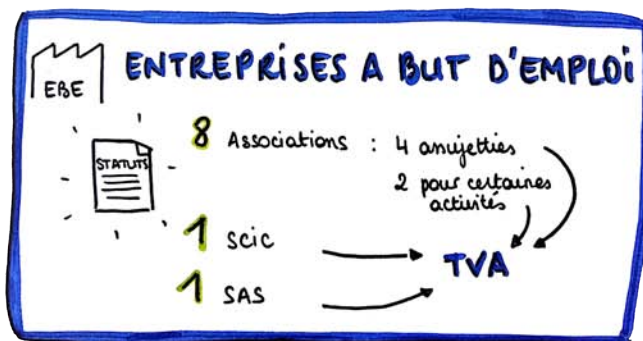 EBE
ENTREPRISES A BUT D'EMPLOI
STATUTS
8 Associations : 4 assujetties
2 pour certaines
activités
1 SCIC
1 SAS
TVA